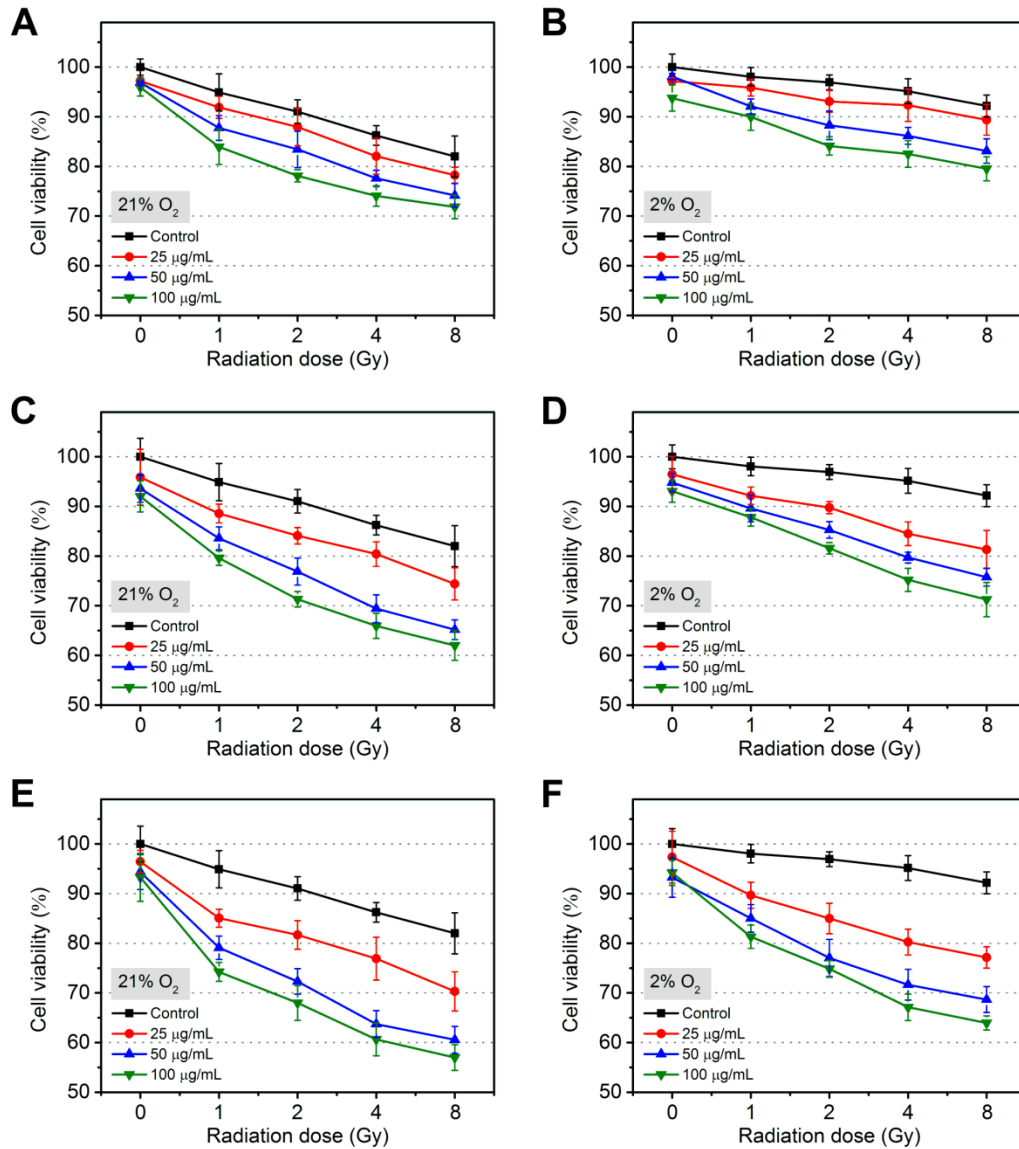 A
Cell viability (%)
100
90
80
70
60
50
21% O₂
Control
25 μg/mL
50 μg/mL
100 μg/mL
0 1 2 4 8
Radiation dose (Gy)
B
Cell viability (%)
100
90
80
70
60
50
2% O₂
Control
25 μg/mL
50 μg/mL
100 μg/mL
0 1 2 4 8
Radiation dose (Gy)
C
Cell viability (%)
100
90
80
70
60
50
21% O₂
Control
25 μg/mL
50 μg/mL
100 μg/mL
0 1 2 4 8
Radiation dose (Gy)
D
Cell viability (%)
100
90
80
70
60
50
2% O₂
Control
25 μg/mL
50 μg/mL
100 μg/mL
0 1 2 4 8
Radiation dose (Gy)
E
Cell viability (%)
100
90
80
70
60
50
21% O₂
Control
25 μg/mL
50 μg/mL
100 μg/mL
0 1 2 4 8
Radiation dose (Gy)
F
Cell viability (%)
100
90
80
70
60
50
2% O₂
Control
25 μg/mL
50 μg/mL
100 μg/mL
0 1 2 4 8
Radiation dose (Gy)